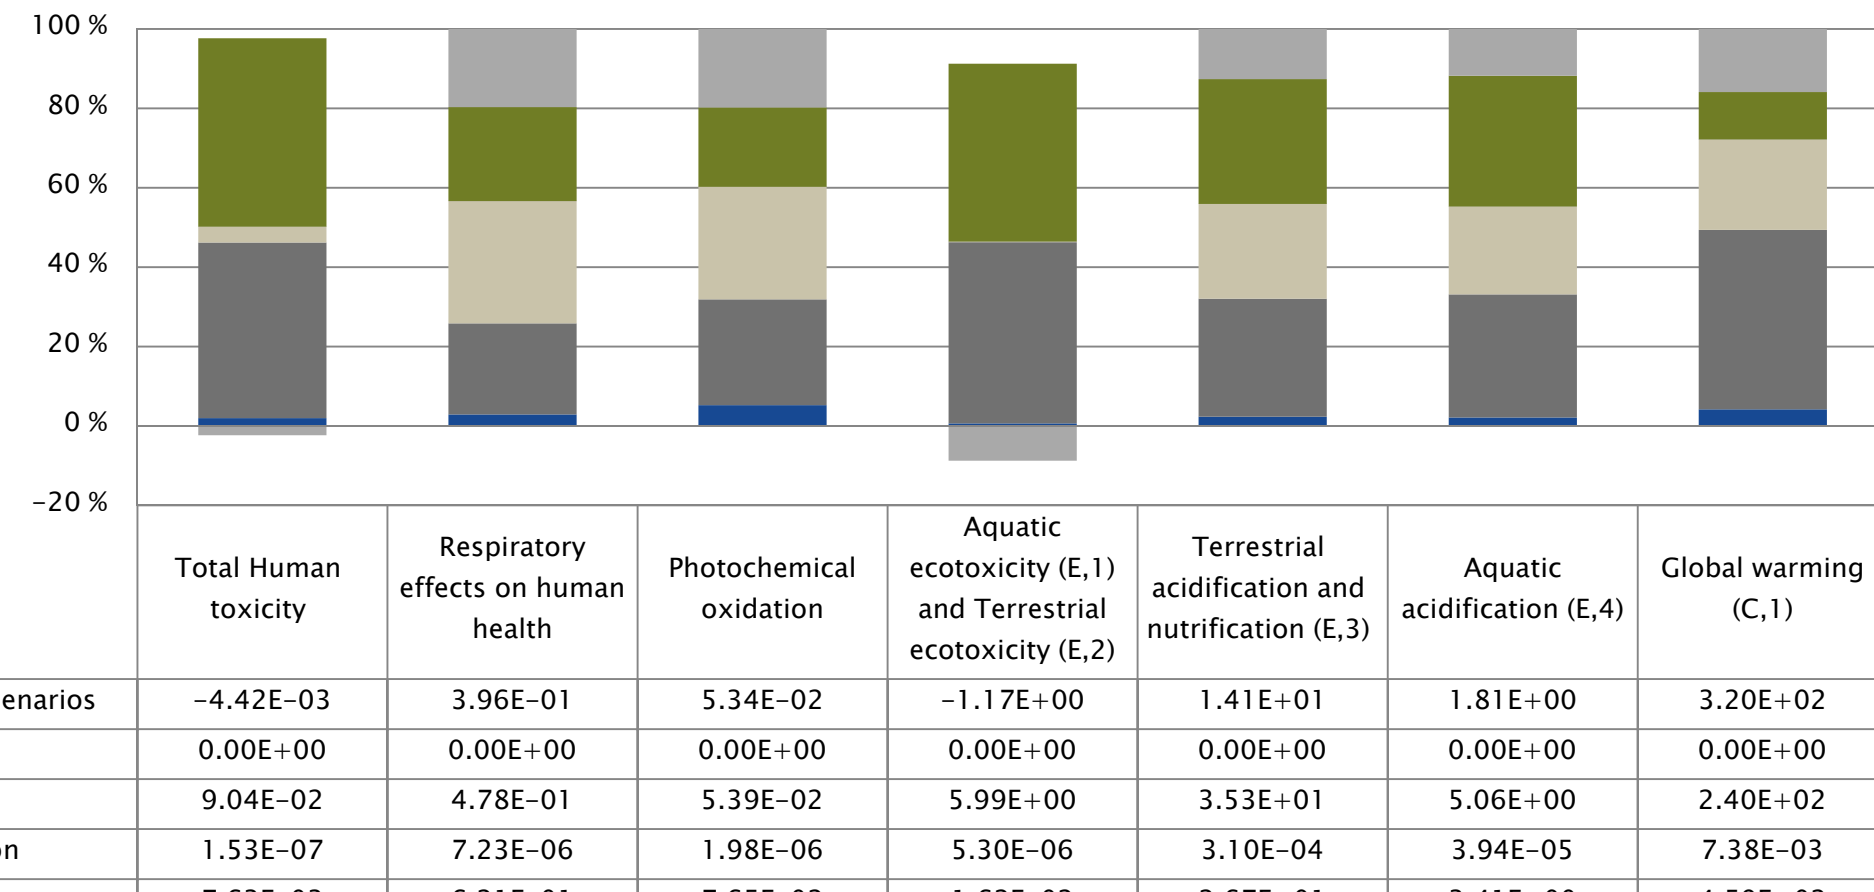 100 %
80 %
60 %
40 %
20 %
0 %
-20 %
Total Human
toxicity
Respiratory
effects on human
health
Photochemical
oxidation
Aquatic
ecotoxicity (E,1)
and Terrestrial
ecotoxicity (E,2)
Terrestrial
acidification and
nutrification (E,3)
Aquatic
acidification (E,4)
Global warming
(C,1)
enarios -4.42E-03 3.96E-01 5.34E-02 -1.17E+00 1.41E+01 1.81E+00 3.20E+02
0.00E+00 0.00E+00 0.00E+00 0.00E+00 0.00E+00 0.00E+00 0.00E+00
9.04E-02 4.78E-01 5.39E-02 5.99E+00 3.53E+01 5.06E+00 2.40E+02
on 1.53E-07 7.23E-06 1.98E-06 5.30E-06 3.10E-04 3.94E-05 7.38E-03